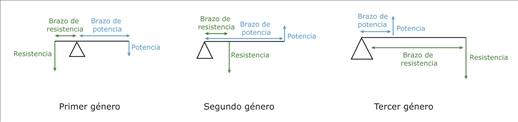 Brazo de
resistencia
Brazo de
potencia
Resistencia
Potencia
Primer género
Brazo de
resistencia
Brazo de
potencia
Potencia
Resistencia
Segundo género
Brazo de
potencia
Potencia
Brazo de
resistencia
Resistencia
Tercer género